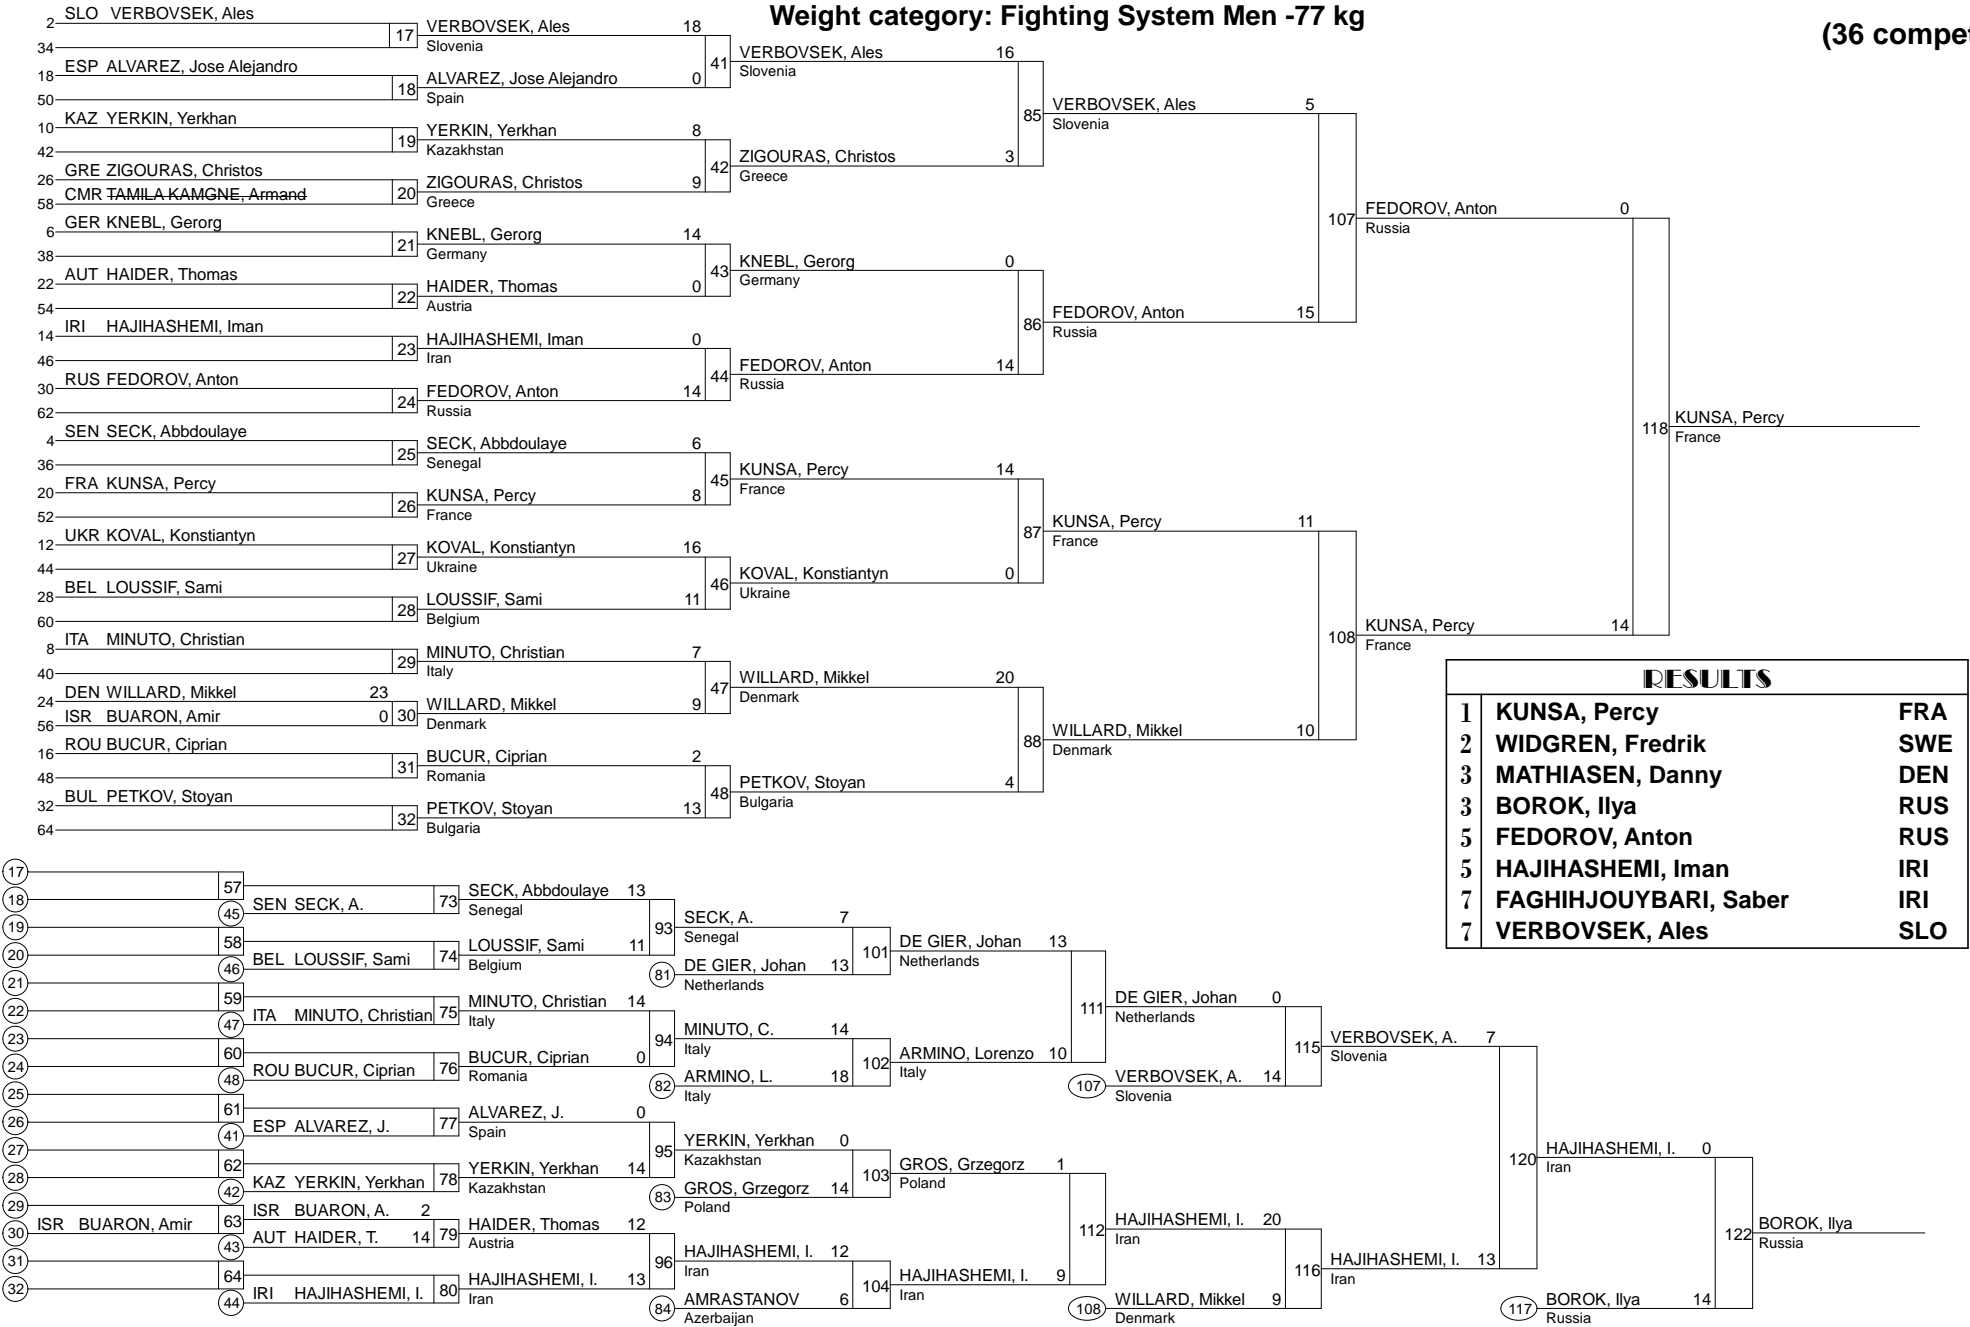 Weight category: Fighting System Men -77 kg
(36 compet
2 SLO VERBOVSEK, Ales
34
17 VERBOVSEK, Ales 18
Slovenia
18 ESP ALVAREZ, Jose Alejandro
50
18 ALVAREZ, Jose Alejandro 0
Spain
41 VERBOVSEK, Ales 16
Slovenia
10 KAZ YERKIN, Yerkhan
42
19 YERKIN, Yerkhan 8
Kazakhstan
26 GRE ZIGOURAS, Christos
58 CMR TAMILA KAMGNE, Armand
20 ZIGOURAS, Christos 9
Greece
42 ZIGOURAS, Christos 3
Greece
85 VERBOVSEK, Ales 5
Slovenia
6 GER KNEBL, Gerorg
38
21 KNEBL, Gerorg 14
Germany
22 AUT HAIDER, Thomas
54
22 HAIDER, Thomas 0
Austria
43 KNEBL, Gerorg 0
Germany
14 IRI HAJIHASHEMI, Iman
46
23 HAJIHASHEMI, Iman 0
Iran
30 RUS FEDOROV, Anton
62
24 FEDOROV, Anton 14
Russia
44 FEDOROV, Anton 14
Russia
86 FEDOROV, Anton 15
Russia
107 FEDOROV, Anton 0
Russia
4 SEN SECK, Abbdoulaye
36
25 SECK, Abbdoulaye 6
Senegal
20 FRA KUNSA, Percy
52
26 KUNSA, Percy 8
France
45 KUNSA, Percy 14
France
12 UKR KOVAL, Konstiantyn
44
27 KOVAL, Konstiantyn 16
Ukraine
28 BEL LOUSSIF, Sami
60
28 LOUSSIF, Sami 11
Belgium
46 KOVAL, Konstiantyn 0
Ukraine
87 KUNSA, Percy 11
France
8 ITA MINUTO, Christian
40
29 MINUTO, Christian 7
Italy
24 DEN WILLARD, Mikkel 23
56 ISR BUARON, Amir 0
30 WILLARD, Mikkel 9
Denmark
47 WILLARD, Mikkel 20
Denmark
16 ROU BUCUR, Ciprian
48
31 BUCUR, Ciprian 2
Romania
32 BUL PETKOV, Stoyan
64
32 PETKOV, Stoyan 13
Bulgaria
48 PETKOV, Stoyan 4
Bulgaria
88 WILLARD, Mikkel 10
Denmark
108 KUNSA, Percy 14
France
118 KUNSA, Percy
France
RESULTS
1 KUNSA, Percy FRA
2 WIDGREN, Fredrik SWE
3 MATHIASEN, Danny DEN
3 BOROK, Ilya RUS
5 FEDOROV, Anton RUS
5 HAJIHASHEMI, Iman IRI
7 FAGHIHJOUYBARI, Saber IRI
7 VERBOVSEK, Ales SLO
17
18
57
45 SEN SECK, A.
73 SECK, Abbdoulaye 13
Senegal
19
20
58
46 BEL LOUSSIF, Sami
74 LOUSSIF, Sami 11
Belgium
93 SECK, A. 7
Senegal
81 DE GIER, Johan 13
Netherlands
101 DE GIER, Johan 13
Netherlands
21
22
59
47 ITA MINUTO, Christian
75 MINUTO, Christian 14
Italy
23
24
60
48 ROU BUCUR, Ciprian
76 BUCUR, Ciprian 0
Romania
94 MINUTO, C. 14
Italy
82 ARMINO, L. 18
Italy
102 ARMINO, Lorenzo 10
Italy
111 DE GIER, Johan 0
Netherlands
107 VERBOVSEK, A. 14
Slovenia
115 VERBOVSEK, A. 7
Slovenia
25
26
61
41 ESP ALVAREZ, J.
77 ALVAREZ, J. 0
Spain
27
28
62
42 KAZ YERKIN, Yerkhan
78 YERKIN, Yerkhan 14
Kazakhstan
95 YERKIN, Yerkhan 0
Kazakhstan
83 GROS, Grzegorz 14
Poland
103 GROS, Grzegorz 1
Poland
29
30 ISR BUARON, Amir
63 ISR BUARON, A. 2
43 AUT HAIDER, T. 14
79 HAIDER, Thomas 12
Austria
31
32
64
44 IRI HAJIHASHEMI, I.
80 HAJIHASHEMI, I. 13
Iran
96 HAJIHASHEMI, I. 12
Iran
84 AMRASTANOV 6
Azerbaijan
104 HAJIHASHEMI, I. 9
Iran
112 HAJIHASHEMI, I. 20
Iran
108 WILLARD, Mikkel 9
Denmark
116 HAJIHASHEMI, I. 13
Iran
120 HAJIHASHEMI, I. 0
Iran
117 BOROK, Ilya 14
Russia
122 BOROK, Ilya
Russia